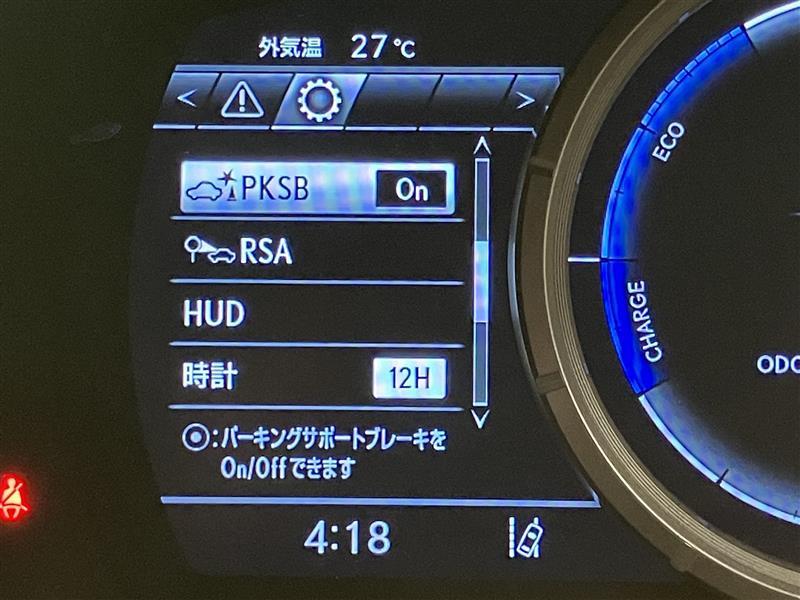 外気温 27℃
PKSB On
RSA
HUD
時計 12H
:パーキングサポートブレーキを
On/Offできます
4:18
ECO
CHARGE
ODO